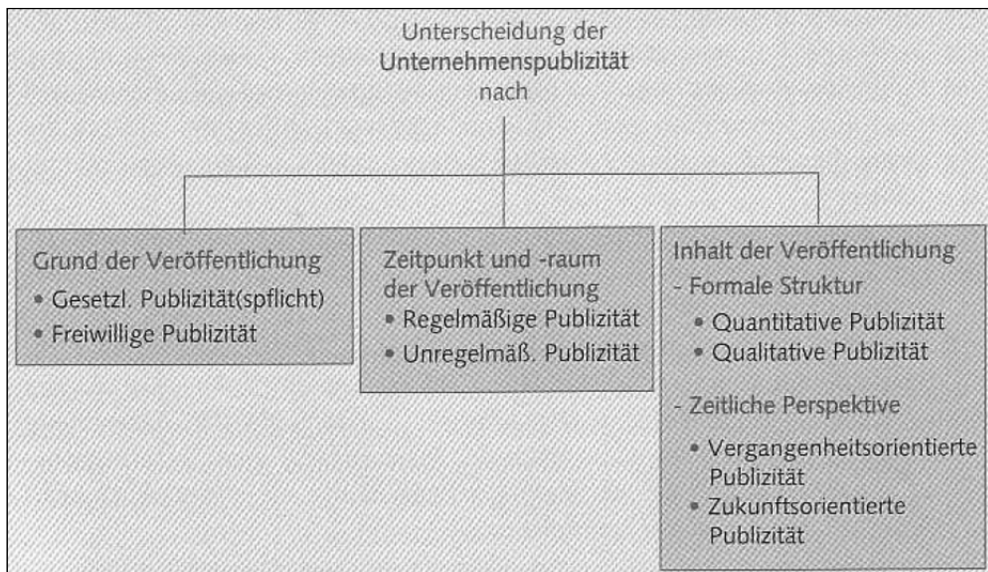 Unterscheidung der
Unternehmenspublizität
nach
Grund der Veröffentlichung
• Gesetzl. Publizität(spflicht)
• Freiwillige Publizität
Zeitpunkt und -raum
der Veröffentlichung
• Regelmäßige Publizität
• Unregelmäß. Publizität
Inhalt der Veröffentlichung
- Formale Struktur
• Quantitative Publizität
• Qualitative Publizität
- Zeitliche Perspektive
• Vergangenheitsorientierte
Publizität
• Zukunftsorientierte
Publizität